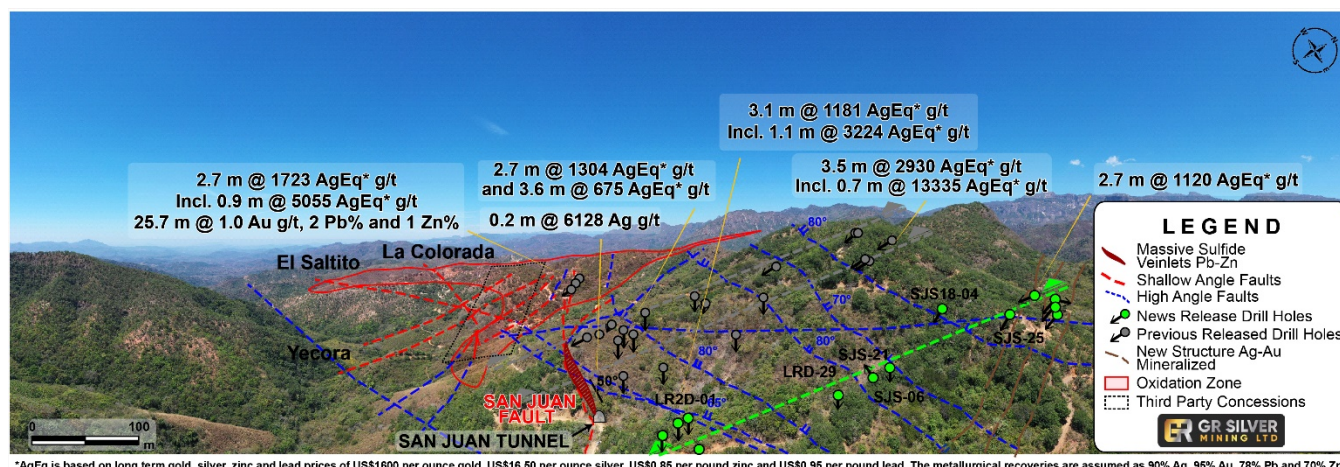 3.1 m @ 1181 AgEq* g/t
Incl. 1.1 m @ 3224 AgEq* g/t
2.7 m @ 1723 AgEq* g/t
Incl. 0.9 m @ 5055 AgEq* g/t
25.7 m @ 1.0 Au g/t, 2 Pb% and 1 Zn%
2.7 m @ 1304 AgEq* g/t
and 3.6 m @ 675 AgEq* g/t
0.2 m @ 6128 Ag g/t
3.5 m @ 2930 AgEq* g/t
Incl. 0.7 m @ 13335 AgEq* g/t
2.7 m @ 1120 AgEq* g/t
La Colorada
El Saltito
Yecora
80°
70°
80°
80°
50°
65°
SJS18-04
SJS-25
SJS-21
LRD-29
SJS-06
LR2D-01
SAN JUAN
FAULT
SAN JUAN TUNNEL
0
100
m
LEGEND
Massive Sulfide
Veinlets Pb-Zn
Shallow Angle Faults
High Angle Faults
News Release Drill Holes
Previous Released Drill Holes
New Structure Ag-Au
Mineralized
Oxidation Zone
Third Party Concessions
GR SILVER
MINING LTD
*AgEq is based on long term gold, silver, zinc and lead prices of US$1600 per ounce gold, US$16.50 per ounce silver, US$0.85 per pound zinc and US$0.95 per pound lead. The metallurgical recoveries are assumed as 90% Ag, 95% Au, 78% Pb and 70% Z